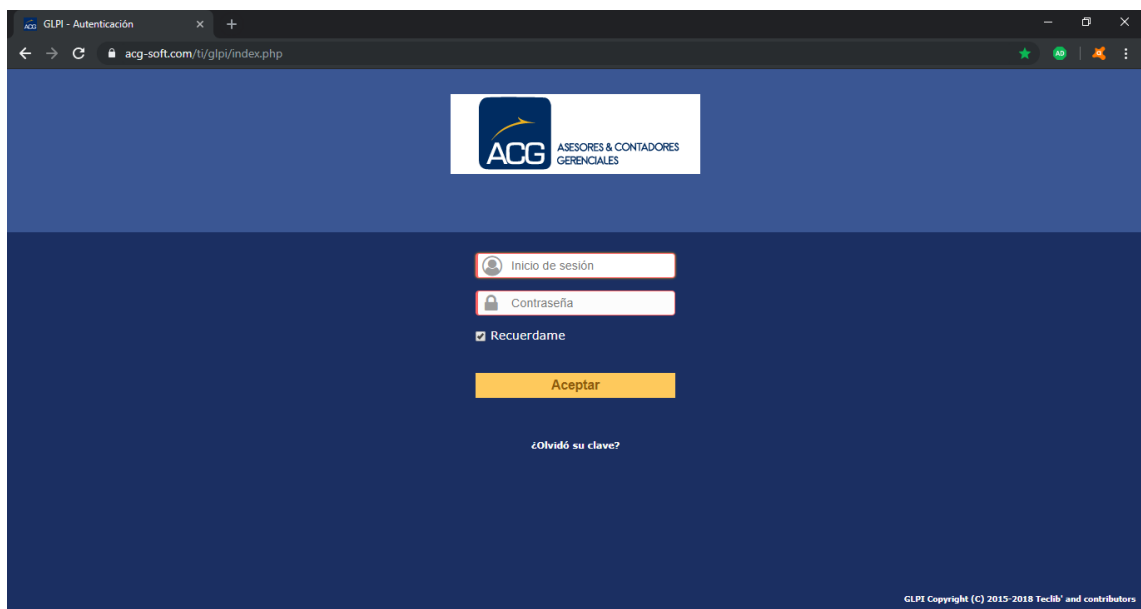 GLPI - Autenticación
acg-soft.com/ti/glpi/index.php
AD
ACG
ASESORES & CONTADORES
GERENCIALES
Inicio de sesión
Contraseña
Recuerdame
Aceptar
¿Olvidó su clave?
GLPI Copyright (C) 2015-2018 Teclib' and contributors